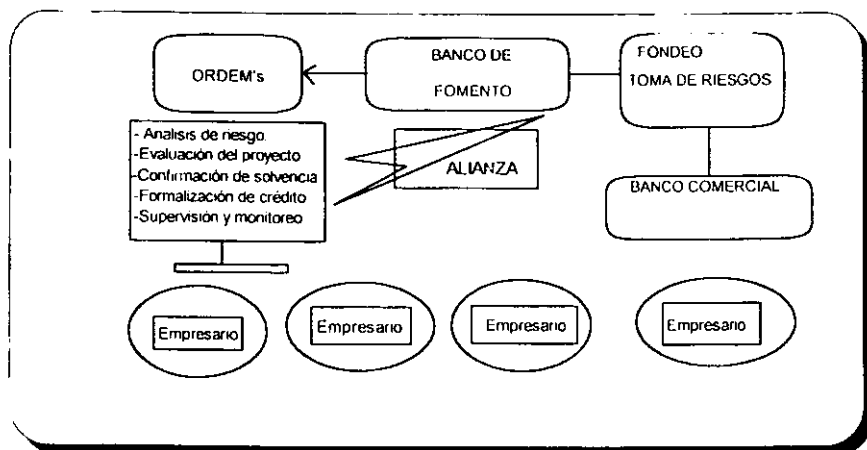 ORDEM's
BANCO DE
FOMENTO
FONDEO
TOMA DE RIESGOS
- Analisis de riesgo.
-Evaluación del proyecto
-Confirmación de solvencia
-Formalización de crédito
-Supervisión y monitoreo
ALIANZA
BANCO COMERCIAL
Empresario
Empresario
Empresario
Empresario